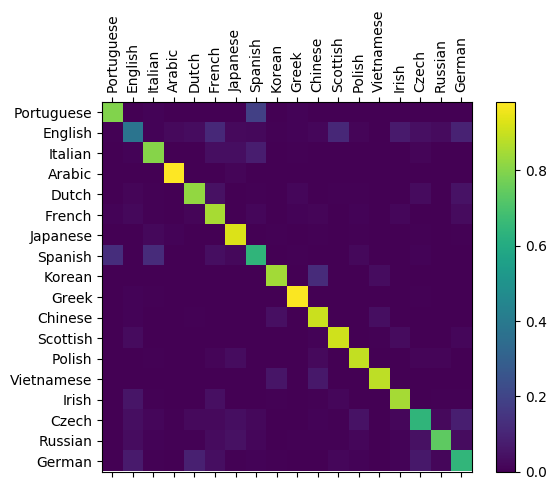 Portuguese English Italian Arabic Dutch French Japanese Spanish Korean Greek Chinese Scottish Polish Vietnamese Irish Czech Russian German
Portuguese
English
Italian
Arabic
Dutch
French
Japanese
Spanish
Korean
Greek
Chinese
Scottish
Polish
Vietnamese
Irish
Czech
Russian
German
0.8
0.6
0.4
0.2
0.0